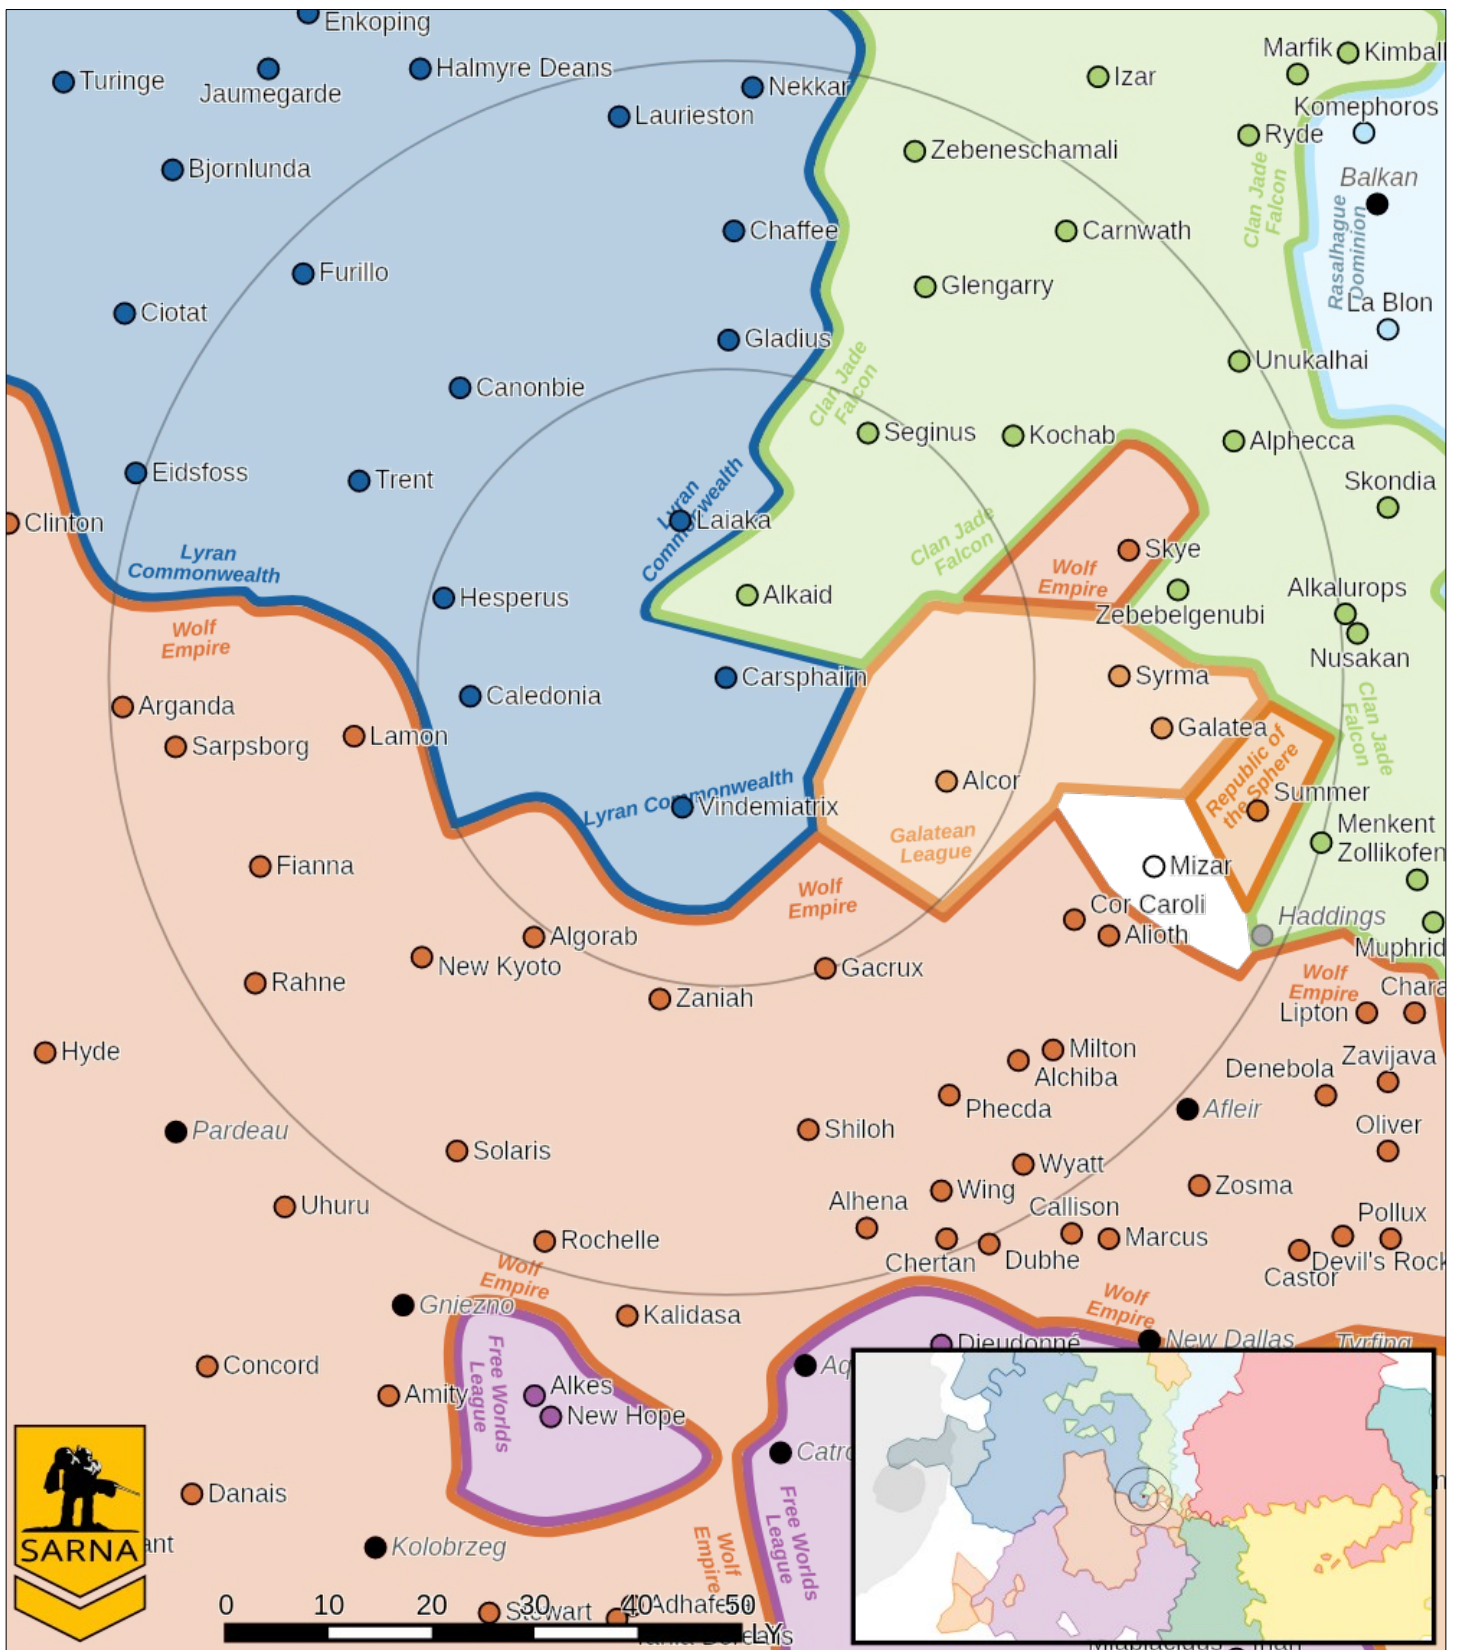 Enkoping
Turinge
Jaumegarde
Halmyre Deans
Nekkar
Laurieston
Izar
Marfik
Kimball
Komephoros
Ryde
Zebeneschamali
Bjornlunda
Balkan
Clan Jade
Falcon
Chaffee
Carnwath
Rasalhague
Dominion
Furillo
Glengarry
Ciotat
La Blon
Gladius
Unukalhai
Clan Jade
Falcon
Canonbie
Seginus
Kochab
Alphecca
Eidsfoss
Trent
Skondia
Clinton
Lyran
Commonwealth
Laiaka
Clan Jade
Falcon
Skye
Lyran
Commonwealth
Wolf
Empire
Hesperus
Alkaid
Zebebelgenubi
Alkalurops
Nusakan
Wolf
Empire
Carsphairn
Syrma
Caledonia
Arganda
Sarpsborg
Lamon
Galatea
Clan Jade
Falcon
Republic of
the Sphere
Alcor
Summer
Lyran Commonwealth
Vindemiatrix
Menkent
Zollikofen
Galatean
League
Fianna
Mizar
Wolf
Empire
Cor Caroli
Alioth
Haddings
Muphrid
Algorab
New Kyoto
Gacrux
Rahne
Zaniah
Wolf
Empire
Chara
Lipton
Hyde
Milton
Alchiba
Zavijava
Denebola
Phecda
Afleir
Pardeau
Shiloh
Oliver
Solaris
Wyatt
Wing
Zosma
Uhuru
Alhena
Callison
Pollux
Rochelle
Chertan
Dubhe
Marcus
Devil's Rock
Castor
Wolf
Empire
Gniezno
Kalidasa
Wolf
Empire
Dieudonné
New Dallas
Tyrfing
Free Worlds
League
Concord
Amity
Alkes
New Hope
Aq
Catro
Free Worlds
League
Danais
SARNA
ant
Kolobrzeg
Wolf
Empire
0 10 20 30 40 50
LY
Stewart